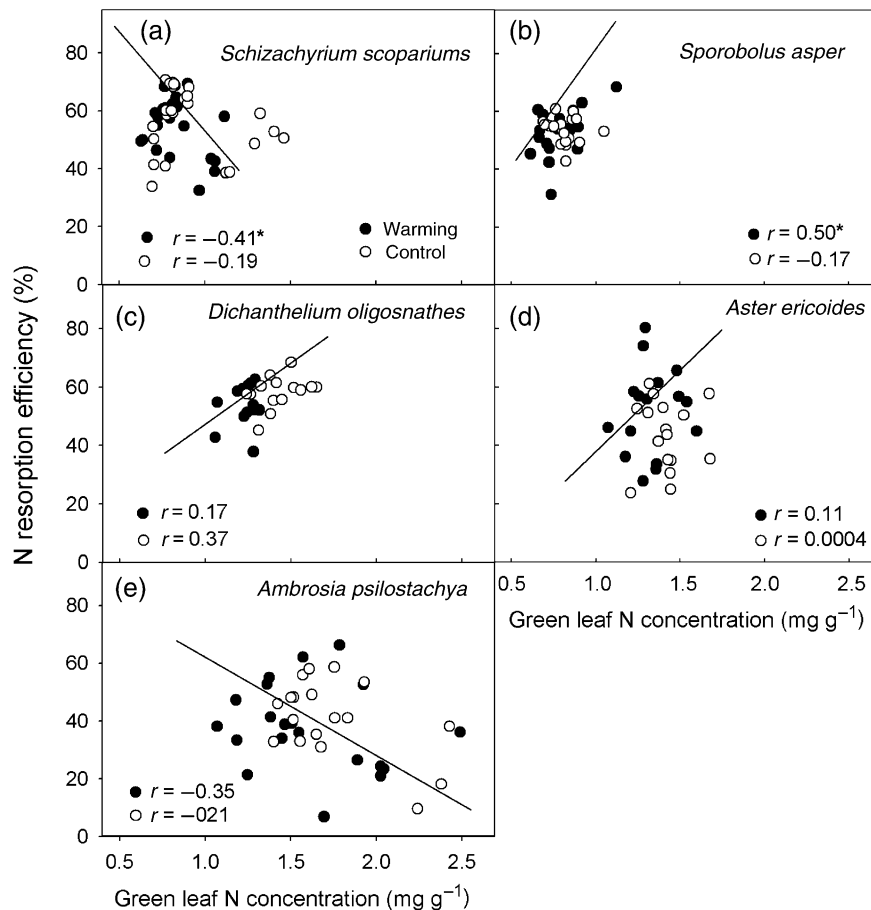 (a)
Schizachyrium scopariums
80
60
40
20
0
r = −0.41*
r = −0.19
Warming
Control
(b)
Sporobolus asper
r = 0.50*
r = −0.17
N resorption efficiency (%)
(c)
Dichanthelium oligosnathes
80
60
40
20
0
r = 0.17
r = 0.37
(d)
Aster ericoides
r = 0.11
r = 0.0004
0.5 1.0 1.5 2.0 2.5
Green leaf N concentration (mg g⁻¹)
(e)
Ambrosia psilostachya
80
60
40
20
0
r = −0.35
r = −021
0.5 1.0 1.5 2.0 2.5
Green leaf N concentration (mg g⁻¹)